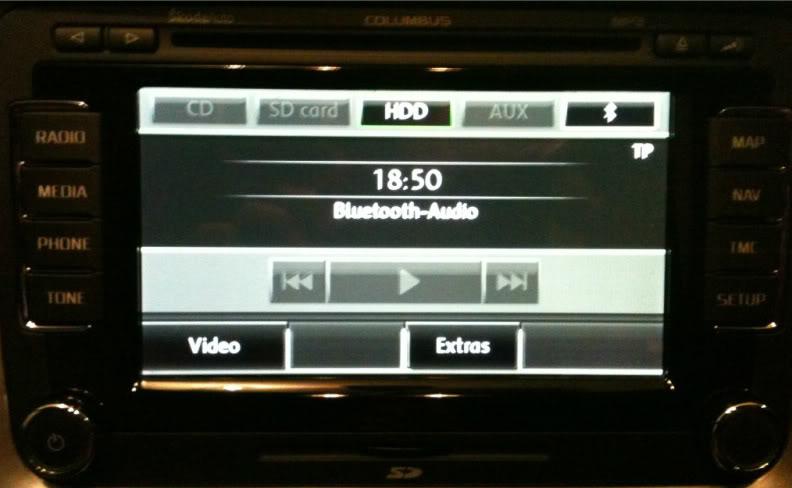 COLUMBUS MP3
CD SD card HDD AUX
RADIO
MEDIA
PHONE
TONE
TP
18:50
Bluetooth-Audio
Video Extras
MAP
NAV
TMC
SETUP
SD